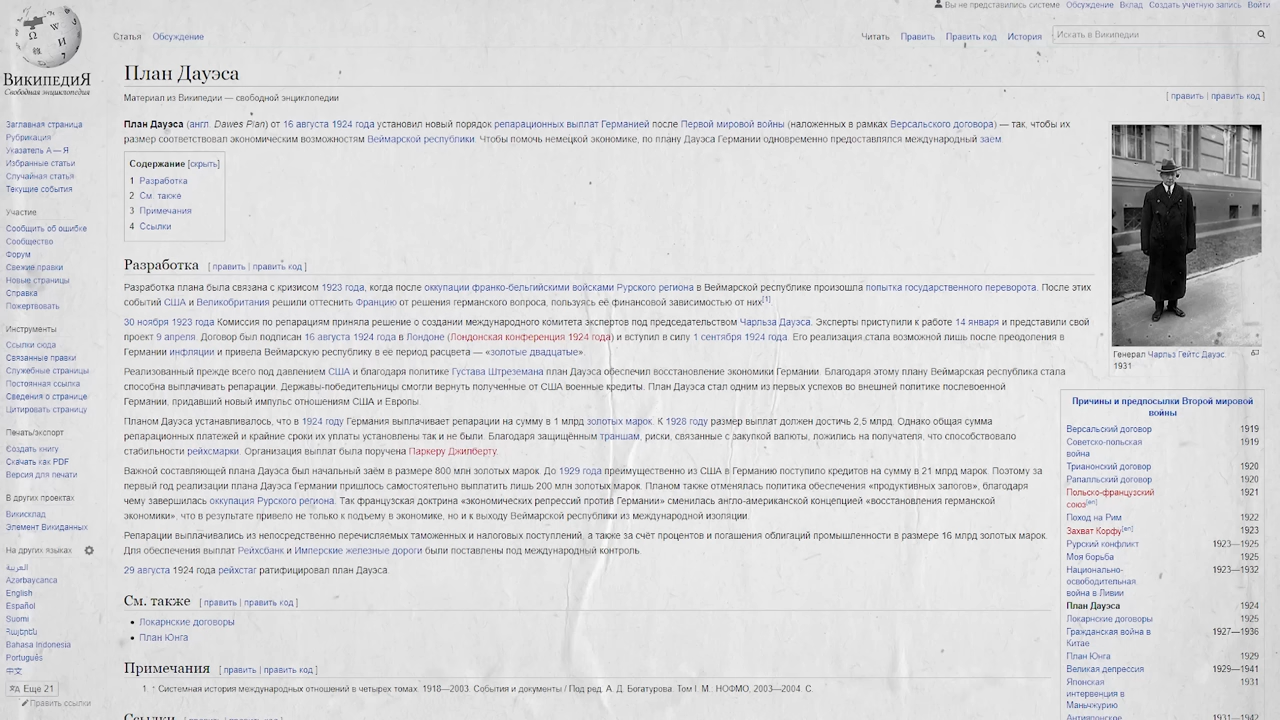 Вы не представились системе Обсуждение Вклад Создать учётную запись Войти
Статья Обсуждение
Читать Править Править код История Искать в Википедии
ВикипедиЯ
Свободная энциклопедия
Заглавная страница
Рубрикация
Указатель А — Я
Избранные статьи
Случайная статья
Текущие события
Участие
Сообщить об ошибке
Сообщество
Форум
Свежие правки
Новые страницы
Справка
Пожертвовать
Инструменты
Ссылки сюда
Связанные правки
Служебные страницы
Постоянная ссылка
Сведения о странице
Цитировать страницу
Печать/экспорт
Создать книгу
Скачать как PDF
Версия для печати
В других проектах
Викисклад
Элемент Викиданных
На других языках
العربية
Azərbaycanca
English
Español
Suomi
Հայերեն
Bahasa Indonesia
Português
中文
Еще 21
Править ссылки
План Дауэса
Материал из Википедии — свободной энциклопедии
[ править | править код ]
План Дауэса (англ. Dawes Plan) от 16 августа 1924 года установил новый порядок репарационных выплат Германией после Первой мировой войны (наложенных в рамках Версальского договора) — так, чтобы их
размер соответствовал экономическим возможностям Веймарской республики. Чтобы помочь немецкой экономике, по плану Дауэса Германии одновременно предоставлялся международный заём.
Содержание [скрыть]
1 Разработка
2 См. также
3 Примечания
4 Ссылки
Разработка [ править | править код ]
Разработка плана была связана с кризисом 1923 года, когда после оккупации франко-бельгийскими войсками Рурского региона в Веймарской республике произошла попытка государственного переворота. После этих
событий США и Великобритания решили оттеснить Францию от решения германского вопроса, пользуясь её финансовой зависимостью от них[1]
30 ноября 1923 года Комиссия по репарациям приняла решение о создании международного комитета экспертов под председательством Чарльза Дауэса. Эксперты приступили к работе 14 января и представили свой
проект 9 апреля. Договор был подписан 16 августа 1924 года в Лондоне (Лондонская конференция 1924 года) и вступил в силу 1 сентября 1924 года. Его реализация стала возможной лишь после преодоления в
Германии инфляции и привела Веймарскую республику в её период расцвета — «золотые двадцатые».
Реализованный прежде всего под давлением США и благодаря политике Густава Штреземана план Дауэса обеспечил восстановление экономики Германии. Благодаря этому плану Веймарская республика стала
способна выплачивать репарации. Державы-победительницы смогли вернуть полученные от США военные кредиты. План Дауэса стал одним из первых успехов во внешней политике послевоенной
Германии, придавший новый импульс отношениям США и Европы.
Планом Дауэса устанавливалось, что в 1924 году Германия выплачивает репарации на сумму в 1 млрд золотых марок. К 1928 году размер выплат должен достичь 2,5 млрд. Однако общая сумма
репарационных платежей и крайние сроки их уплаты установлены так и не были. Благодаря защищённым траншам, риски, связанные с закупкой валюты, ложились на получателя, что способствовало
стабильности рейхсмарки. Организация выплат была поручена Паркеру Джилберту.
Важной составляющей плана Дауэса был начальный заём в размере 800 млн золотых марок. До 1929 года преимущественно из США в Германию поступило кредитов на сумму в 21 млрд марок. Поэтому за
первый год реализации плана Дауэса Германии пришлось самостоятельно выплатить лишь 200 млн золотых марок. Планом также отменялась политика обеспечения «продуктивных залогов», благодаря
чему завершилась оккупация Рурского региона. Так французская доктрина «экономических репрессий против Германии» сменилась англо-американской концепцией «восстановления германской
экономики», что в результате привело не только к подъему в экономике, но и к выходу Веймарской республики из международной изоляции.
Репарации выплачивались из непосредственно перечисляемых таможенных и налоговых поступлений, а также за счёт процентов и погашения облигаций промышленности в размере 16 млрд золотых марок.
Для обеспечения выплат Рейхсбанк и Имперские железные дороги были поставлены под международный контроль.
29 августа 1924 года рейхстаг ратифицировал план Дауэса
См. также [ править | править код ]
Локарнские договоры
План Юнга
Примечания [ править | править код ]
1. ↑ Системная история международных отношений в четырех томах. 1918—2003. События и документы / Под ред. А. Д. Богатурова. Том I. М., НОФМО, 2003—2004. С.
Ссылки [ править | править код ]
Генерал Чарльз Гейтс Дауэс.
1931
Причины и предпосылки Второй мировой
войны
Версальский договор 1919
Советско-польская 1919
война
Трианонский договор 1920
Рапалльский договор 1920
Польско-французский 1921
союз[en]
Поход на Рим 1922
Захват Корфу[en] 1923
Рурский конфликт 1923—1925
Моя борьба 1925
Национально- 1923—1932
освободительная
война в Ливии
План Дауэса 1924
Локарнские договоры 1925
Гражданская война в 1927—1936
Китае
План Юнга 1929
Великая депрессия 1929—1941
Японская 1931
интервенция в
Маньчжурию
Антияпонское 1931—1942